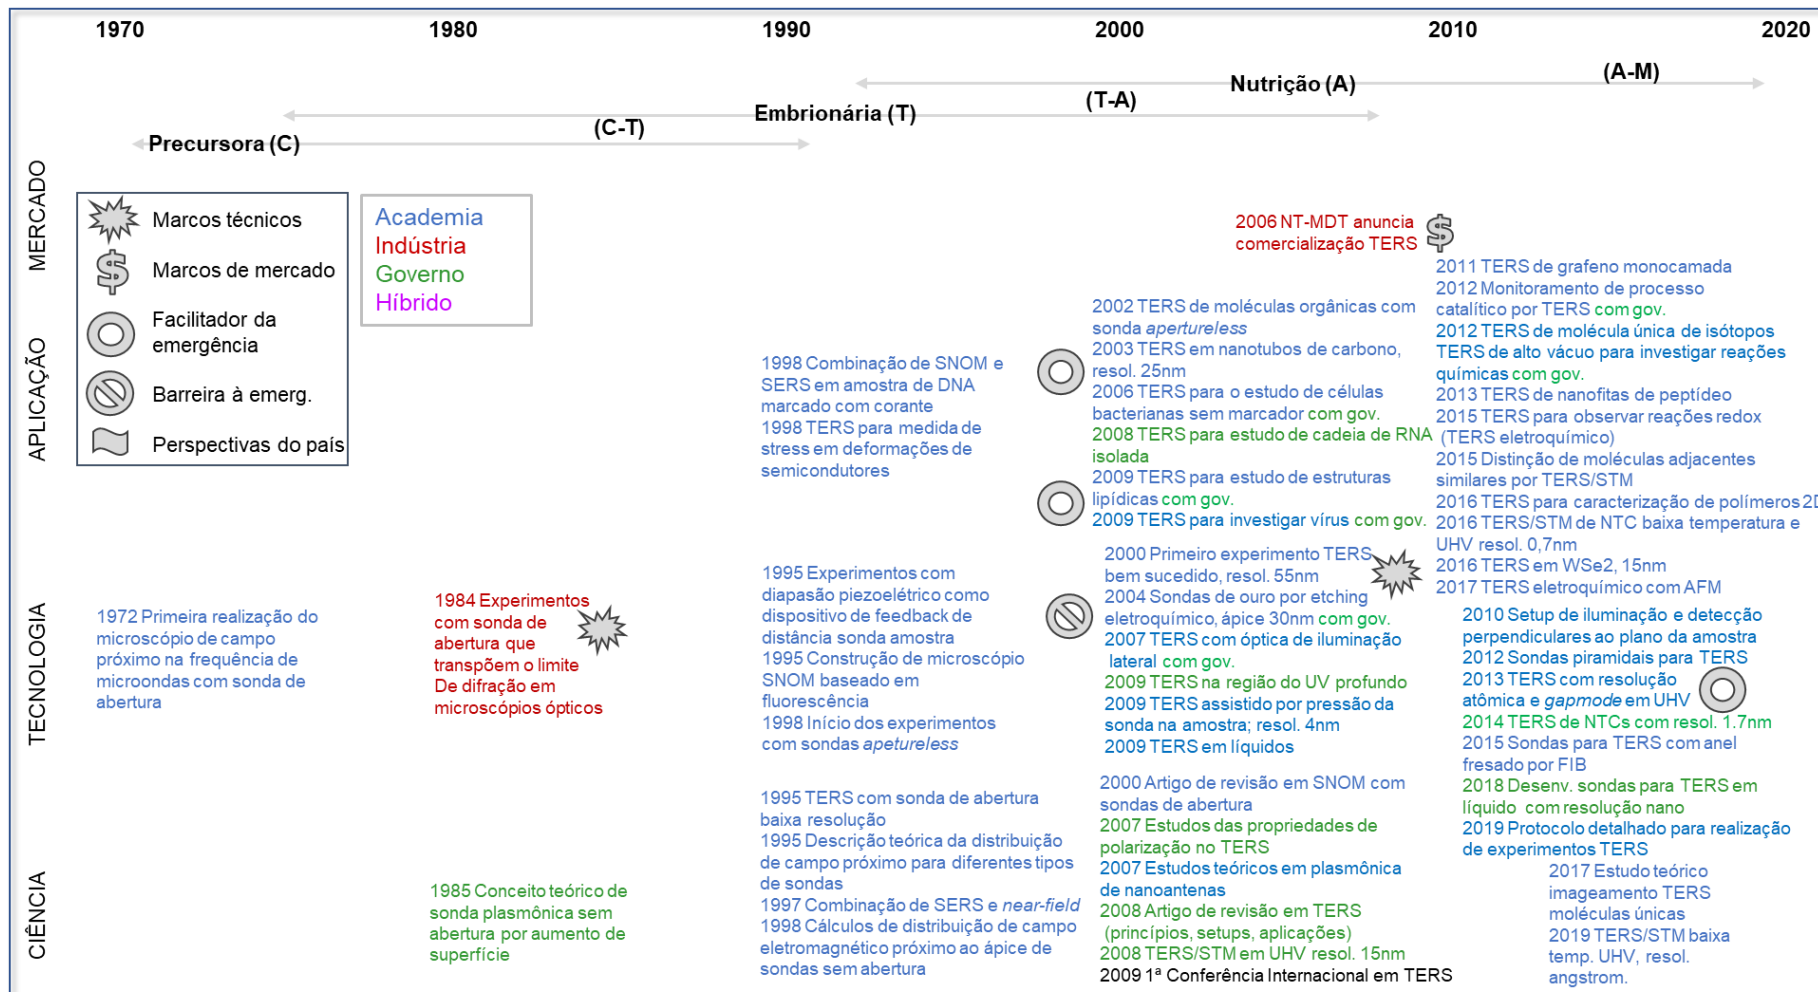 1970
1980
1990
2000
2010
2020
(A-M)
Nutrição (A)
(T-A)
Embrionária (T)
(C-T)
Precursora (C)
MERCADO
APLICAÇÃO
TECNOLOGIA
CIÊNCIA
Marcos técnicos
Marcos de mercado
Facilitador da
emergência
Barreira à emerg.
Perspectivas do país
Academia
Indústria
Governo
Híbrido
1972 Primeira realização do
microscópio de campo
próximo na frequência de
microondas com sonda de
abertura
1984 Experimentos
com sonda de
abertura que
transpõem o limite
De difração em
microscópios ópticos
1985 Conceito teórico de
sonda plasmônica sem
abertura por aumento de
superfície
1998 Combinação de SNOM e
SERS em amostra de DNA
marcado com corante
1998 TERS para medida de
stress em deformações de
semicondutores
1995 Experimentos com
diapasão piezoelétrico como
dispositivo de feedback de
distância sonda amostra
1995 Construção de microscópio
SNOM baseado em
fluorescência
1998 Início dos experimentos
com sondas apetureless
1995 TERS com sonda de abertura
baixa resolução
1995 Descrição teórica da distribuição
de campo próximo para diferentes tipos
de sondas
1997 Combinação de SERS e near-field
1998 Cálculos de distribuição de campo
eletromagnético próximo ao ápice de
sondas sem abertura
2006 NT-MDT anuncia
comercialização TERS
2002 TERS de moléculas orgânicas com
sonda apertureless
2003 TERS em nanotubos de carbono,
resol. 25nm
2006 TERS para o estudo de células
bacterianas sem marcador com gov.
2008 TERS para estudo de cadeia de RNA
isolada
2009 TERS para estudo de estruturas
lipídicas com gov.
2009 TERS para investigar vírus com gov.
2000 Primeiro experimento TERS
bem sucedido, resol. 55nm
2004 Sondas de ouro por etching
eletroquímico, ápice 30nm com gov.
2007 TERS com óptica de iluminação
lateral com gov.
2009 TERS na região do UV profundo
2009 TERS assistido por pressão da
sonda na amostra; resol. 4nm
2009 TERS em líquidos
2000 Artigo de revisão em SNOM com
sondas de abertura
2007 Estudos das propriedades de
polarização no TERS
2007 Estudos teóricos em plasmônica
de nanoantenas
2008 Artigo de revisão em TERS
(princípios, setups, aplicações)
2008 TERS/STM em UHV resol. 15nm
2009 1ª Conferência Internacional em TERS
2011 TERS de grafeno monocamada
2012 Monitoramento de processo
catalítico por TERS com gov.
2012 TERS de molécula única de isótopos
TERS de alto vácuo para investigar reações
químicas com gov.
2013 TERS de nanofitas de peptídeo
2015 TERS para observar reações redox
(TERS eletroquímico)
2015 Distinção de moléculas adjacentes
similares por TERS/STM
2016 TERS para caracterização de polímeros 2D
2016 TERS/STM de NTC baixa temperatura e
UHV resol. 0,7nm
2016 TERS em WSe2, 15nm
2017 TERS eletroquímico com AFM
2010 Setup de iluminação e detecção
perpendiculares ao plano da amostra
2012 Sondas piramidais para TERS
2013 TERS com resolução
atômica e gapmode em UHV
2014 TERS de NTCs com resol. 1.7nm
2015 Sondas para TERS com anel
fresado por FIB
2018 Desenv. sondas para TERS em
líquido com resolução nano
2019 Protocolo detalhado para realização
de experimentos TERS
2017 Estudo teórico
imageamento TERS
moléculas únicas
2019 TERS/STM baixa
temp. UHV, resol.
angstrom.